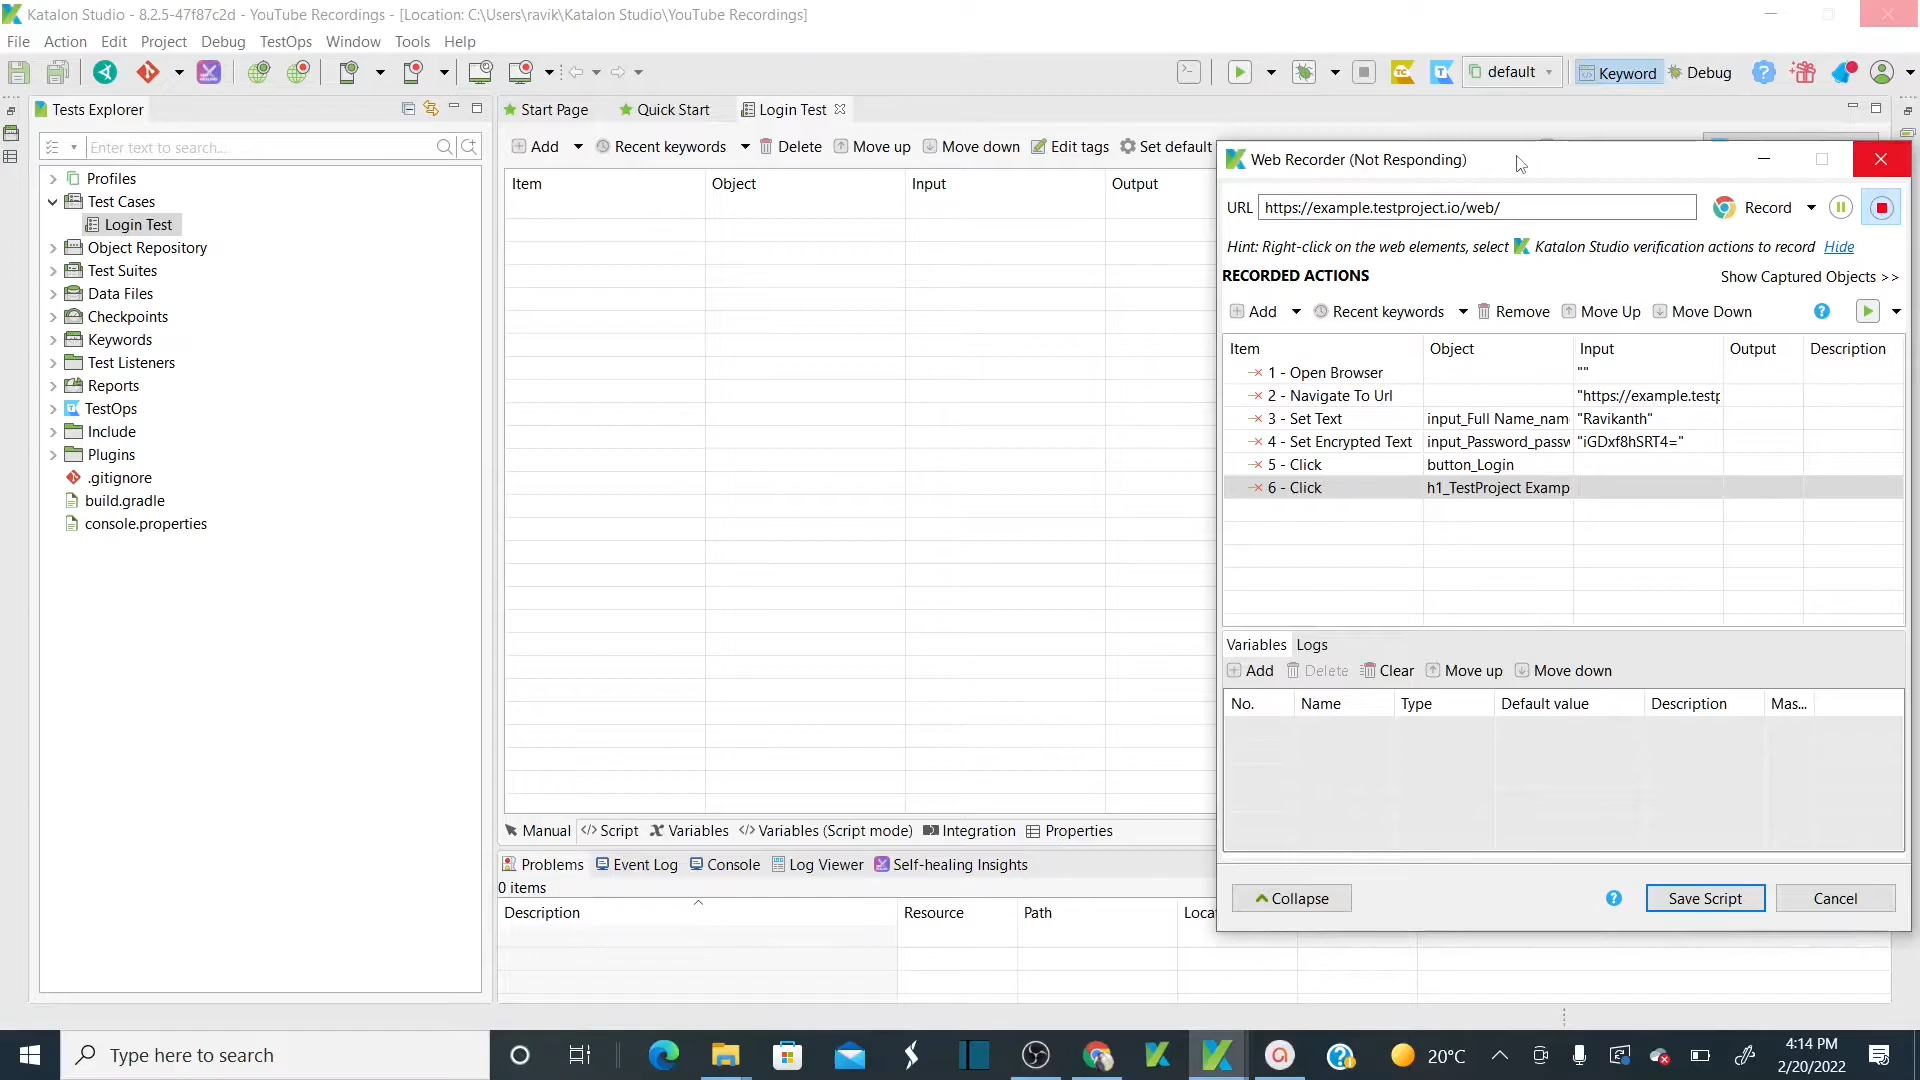 Katalon Studio - 8.2.5-47f87c2d - YouTube Recordings - [Location: C:\Users\ravik\Katalon Studio\YouTube Recordings]
File Action Edit Project Debug TestOps Window Tools Help
default Keyword Debug
Tests Explorer
Start Page Quick Start Login Test
Enter text to search...
Add Recent keywords Delete Move up Move down Edit tags Set default
Item Object Input Output
Profiles
Test Cases
Login Test
Object Repository
Test Suites
Data Files
Checkpoints
Keywords
Test Listeners
Reports
TestOps
Include
Plugins
.gitignore
build.gradle
console.properties
Web Recorder (Not Responding)
URL https://example.testproject.io/web/ Record
Hint: Right-click on the web elements, select Katalon Studio verification actions to record Hide
RECORDED ACTIONS Show Captured Objects >>
Add Recent keywords Remove Move Up Move Down
Item Object Input Output Description
1 - Open Browser ""
2 - Navigate To Url "https://example.testp
3 - Set Text input_Full Name_nam "Ravikanth"
4 - Set Encrypted Text input_Password_passw "iGDxf8hSRT4="
5 - Click button_Login
6 - Click h1_TestProject Examp
Variables Logs
Add Delete Clear Move up Move down
No. Name Type Default value Description Mas...
Collapse Save Script Cancel
Manual Script Variables Variables (Script mode) Integration Properties
Problems Event Log Console Log Viewer Self-healing Insights
0 items
Description Resource Path Locat
Type here to search
20°C
4:14 PM
2/20/2022